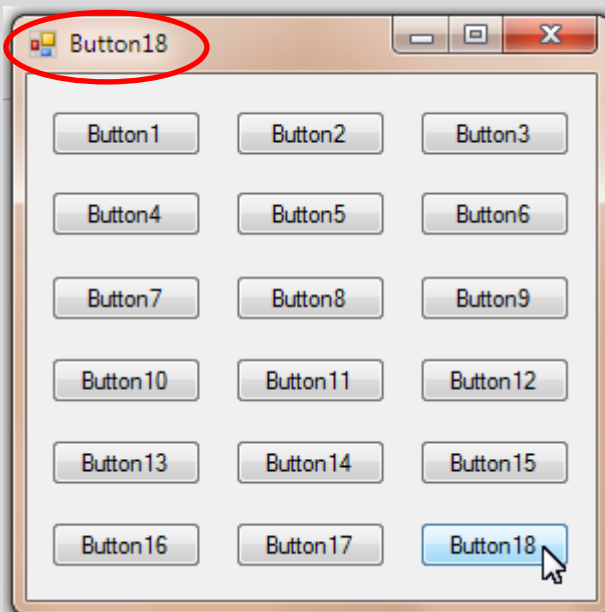 Button18
Button1 Button2 Button3
Button4 Button5 Button6
Button7 Button8 Button9
Button10 Button11 Button12
Button13 Button14 Button15
Button16 Button17 Button18